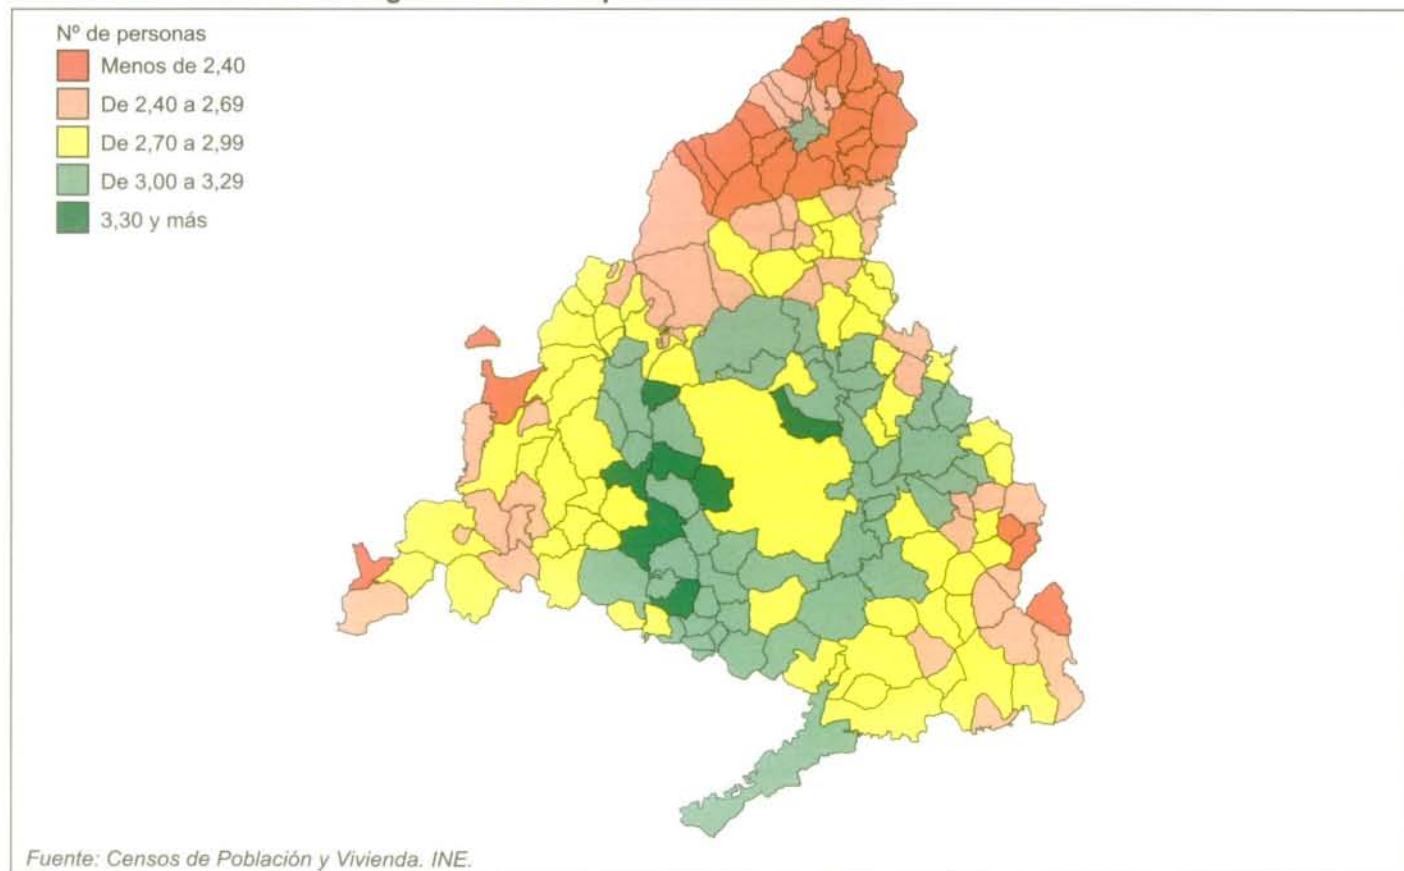 Nº de personas
Menos de 2,40
De 2,40 a 2,69
De 2,70 a 2,99
De 3,00 a 3,29
3,30 y más
Fuente: Censos de Población y Vivienda. INE.